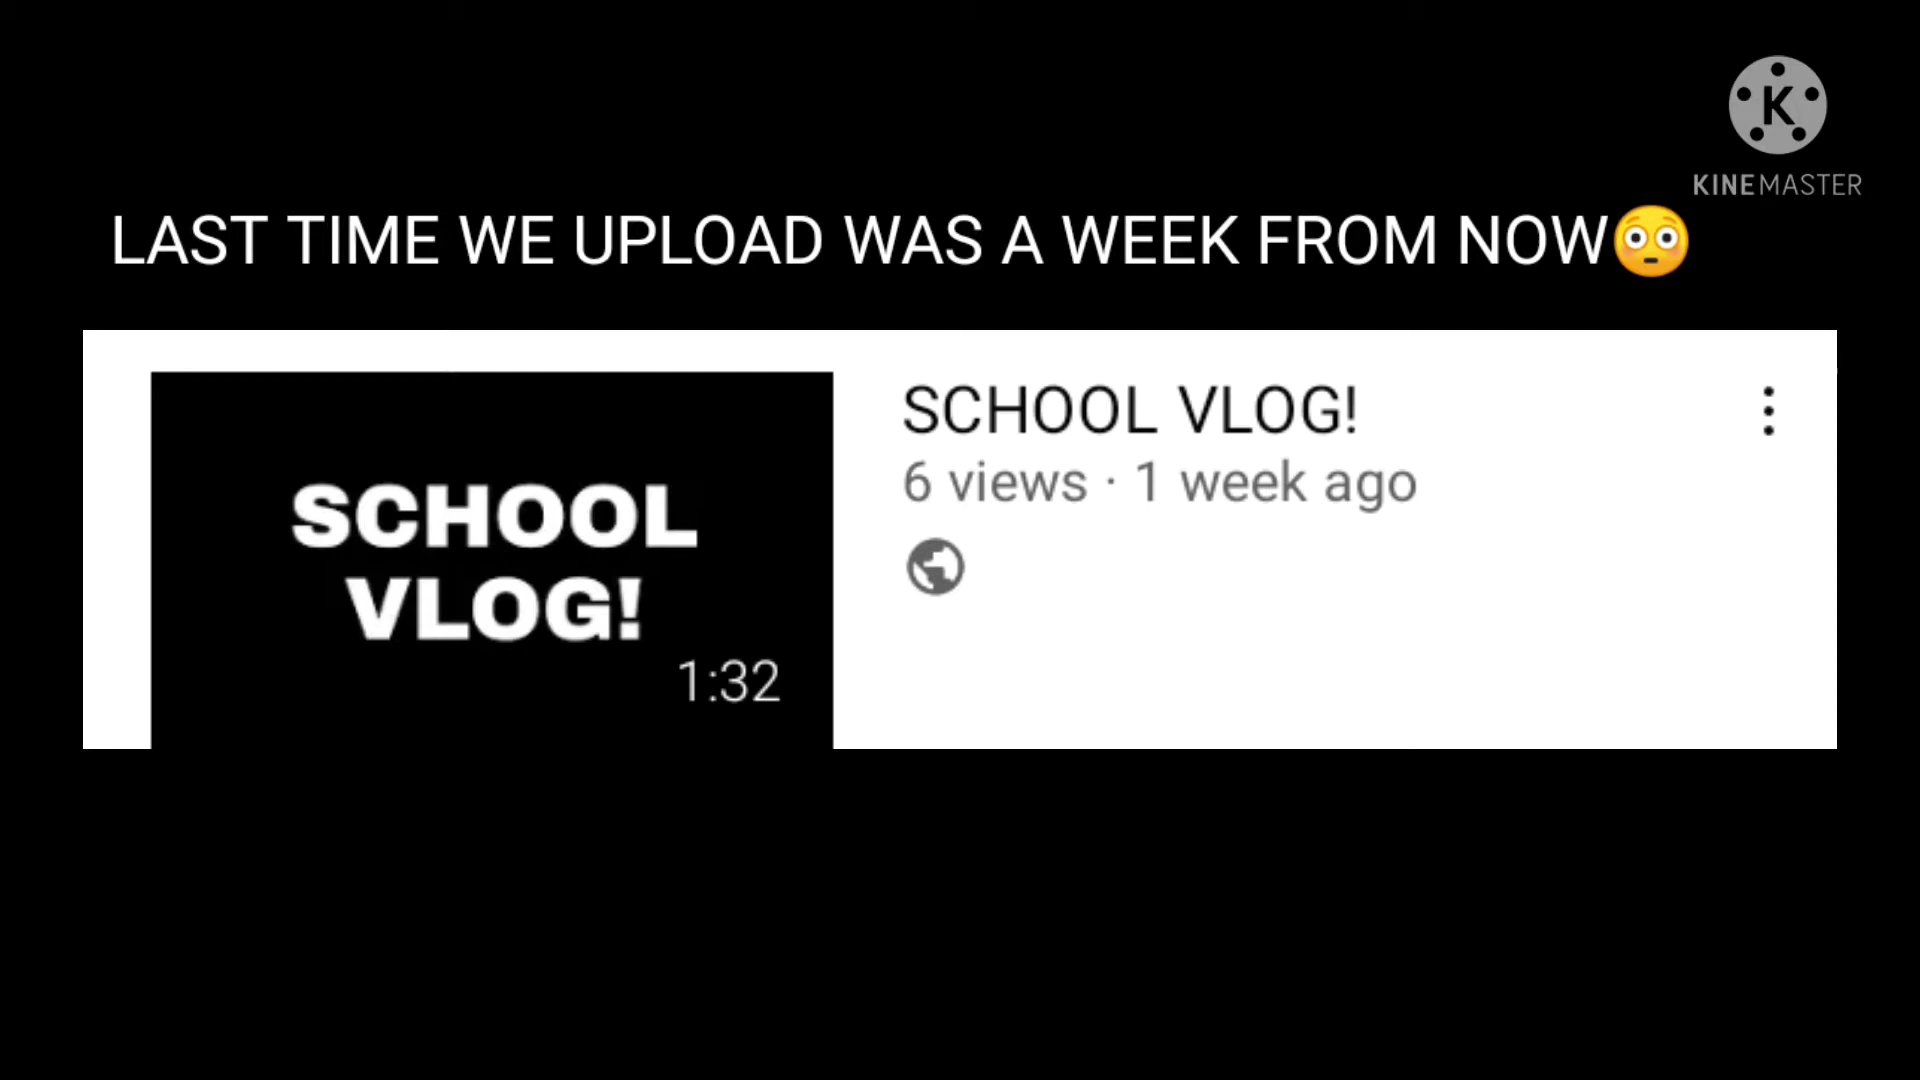 K
KINEMASTER
LAST TIME WE UPLOAD WAS A WEEK FROM NOW😳
SCHOOL
VLOG!
1:32
SCHOOL VLOG!
6 views · 1 week ago